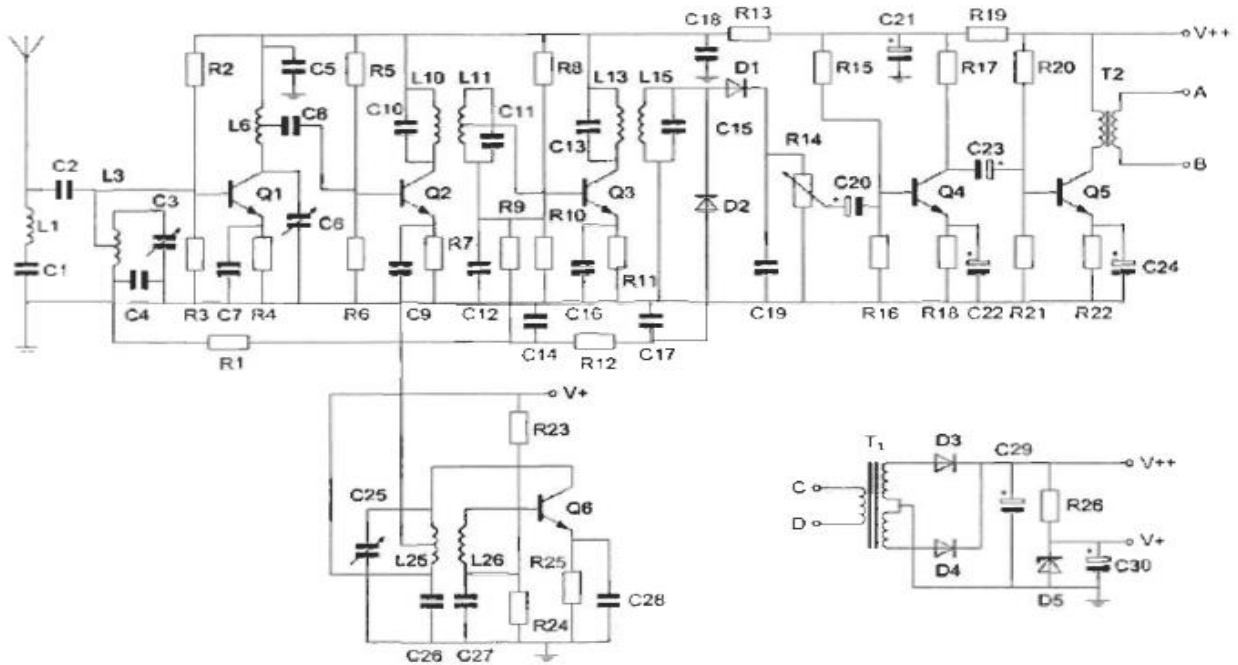 C18
R13
C21
R19
V++
R2
C5
R5
L10
L11
R8
L13
L15
D1
R15
R17
R20
T2
A
L6
C8
C10
C11
C13
C15
R14
C23
B
C2
L3
Q1
Q2
Q3
C20
Q4
Q5
C3
C6
R9
D2
L1
R10
R7
C1
R11
C24
C4
R3
C7
R4
R6
C9
C12
C16
C19
R16
R18
C22
R21
R22
R1
C14
R12
C17
V+
R23
T1
D3
C29
V++
C25
C
Q6
R26
D
V+
L25
L26
R25
D4
C30
C28
D5
R24
C26
C27